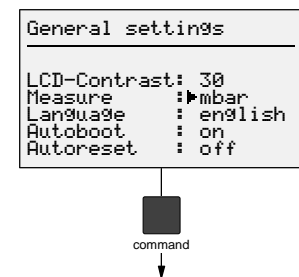 General settings
LCD-Contrast: 30
Measure :▶mbar
Language : english
Autoboot : on
Autoreset : off
command